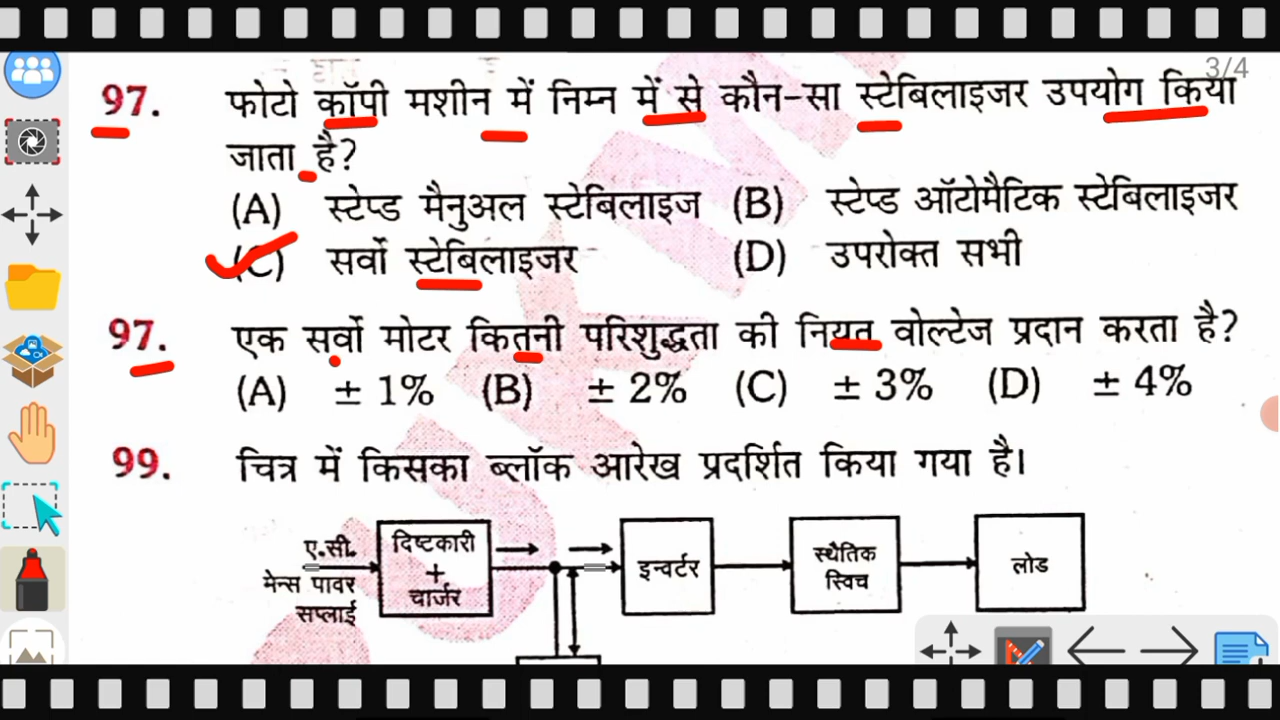 3/4
97. फोटो कॉपी मशीन में निम्न में से कौन-सा स्टेबिलाइजर उपयोग किया
जाता है?
(A) स्टेप्ड मैनुअल स्टेबिलाइज (B) स्टेप्ड ऑटोमैटिक स्टेबिलाइजर
(C) सर्वो स्टेबिलाइजर (D) उपरोक्त सभी
97. एक सर्वो मोटर कितनी परिशुद्धता की नियत वोल्टेज प्रदान करता है?
(A) ± 1% (B) ± 2% (C) ± 3% (D) ± 4%
99. चित्र में किसका ब्लॉक आरेख प्रदर्शित किया गया है।
ए.सी.
मेन्स पावर
सप्लाई
दिष्टकारी
+
चार्जर
इन्वर्टर
स्थैतिक
स्विच
लोड